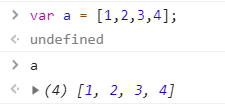 > var a = [1,2,3,4];
< undefined
> a
< ▶ (4) [1, 2, 3, 4]